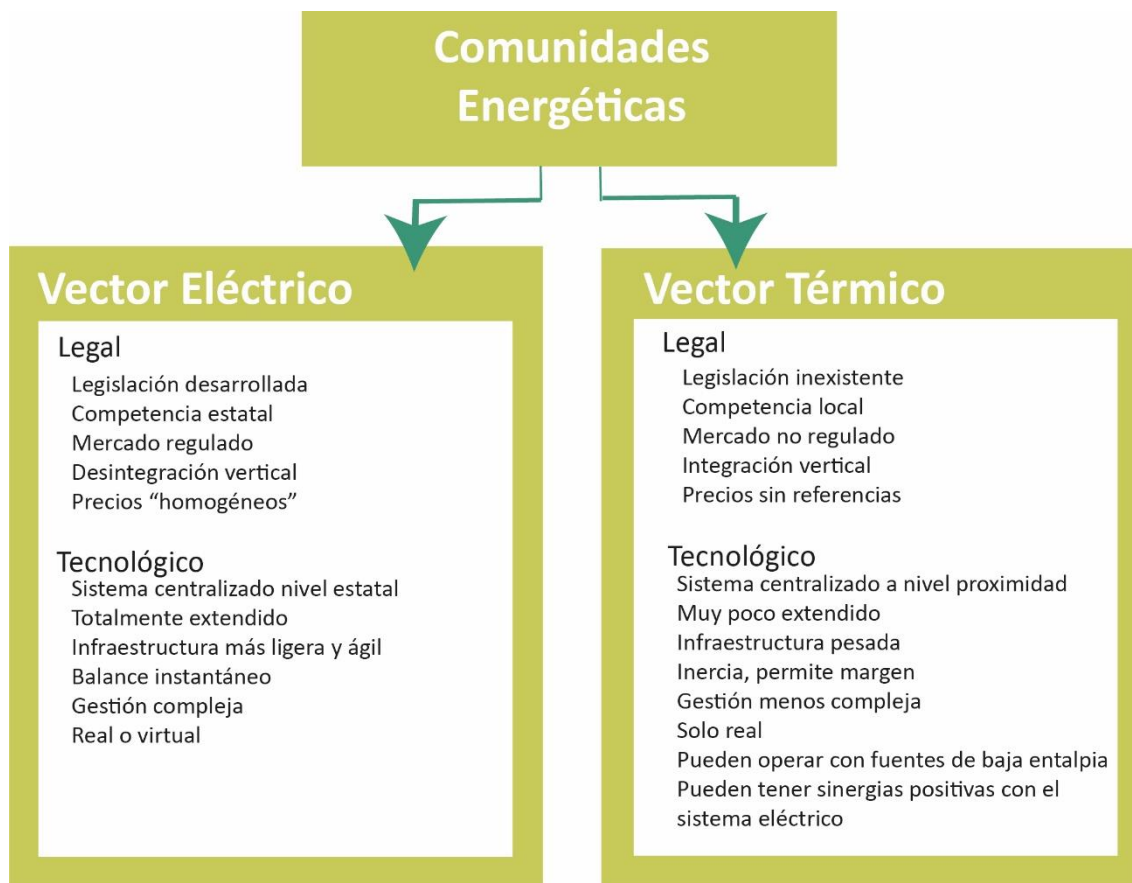 Comunidades
Energéticas
Vector Eléctrico
Legal
Legislación desarrollada
Competencia estatal
Mercado regulado
Desintegración vertical
Precios “homogéneos”
Tecnológico
Sistema centralizado nivel estatal
Totalmente extendido
Infraestructura más ligera y ágil
Balance instantáneo
Gestión compleja
Real o virtual
Vector Térmico
Legal
Legislación inexistente
Competencia local
Mercado no regulado
Integración vertical
Precios sin referencias
Tecnológico
Sistema centralizado a nivel proximidad
Muy poco extendido
Infraestructura pesada
Inercia, permite margen
Gestión menos compleja
Solo real
Pueden operar con fuentes de baja entalpia
Pueden tener sinergias positivas con el
sistema eléctrico